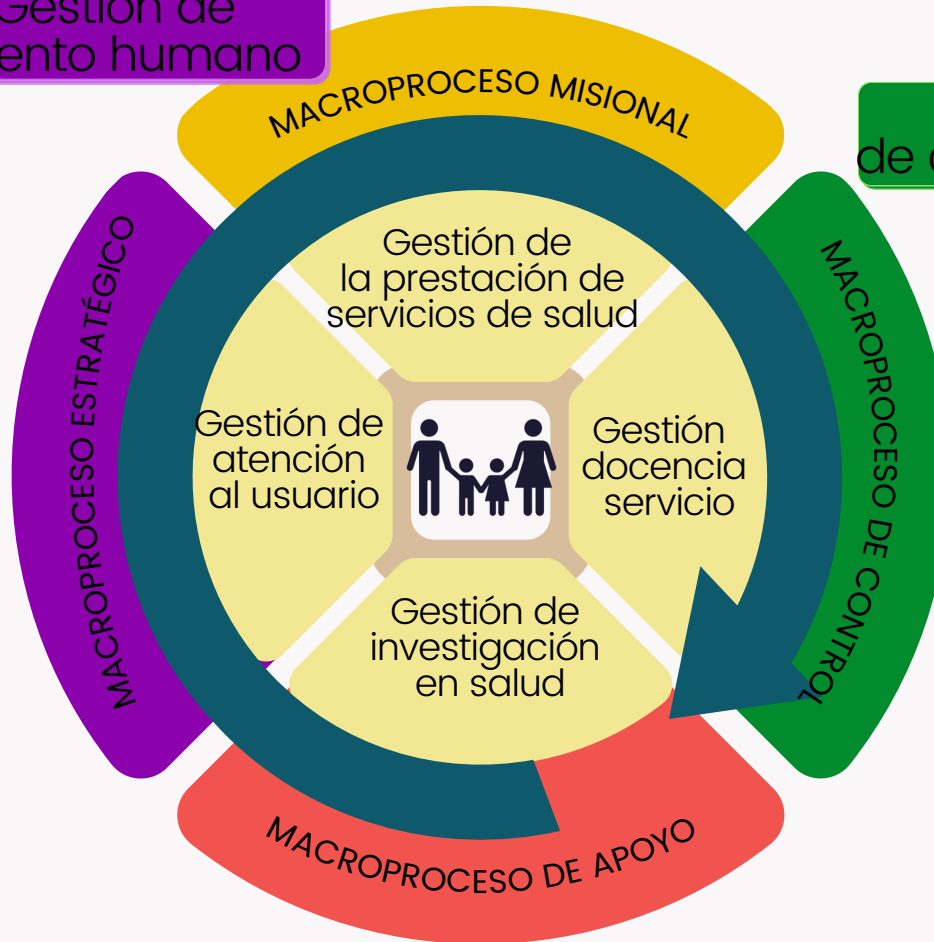 Gestión de
humano
MACROPROCESO MISIONAL
de
MACROPROCESO ESTRATÉGICO
MACROPROCESO DE CONTROL
Gestión de
la prestación de
servicios de salud
Gestión de
atención
al usuario
Gestión
docencia
servicio
Gestión de
investigación
en salud
MACROPROCESO DE APOYO